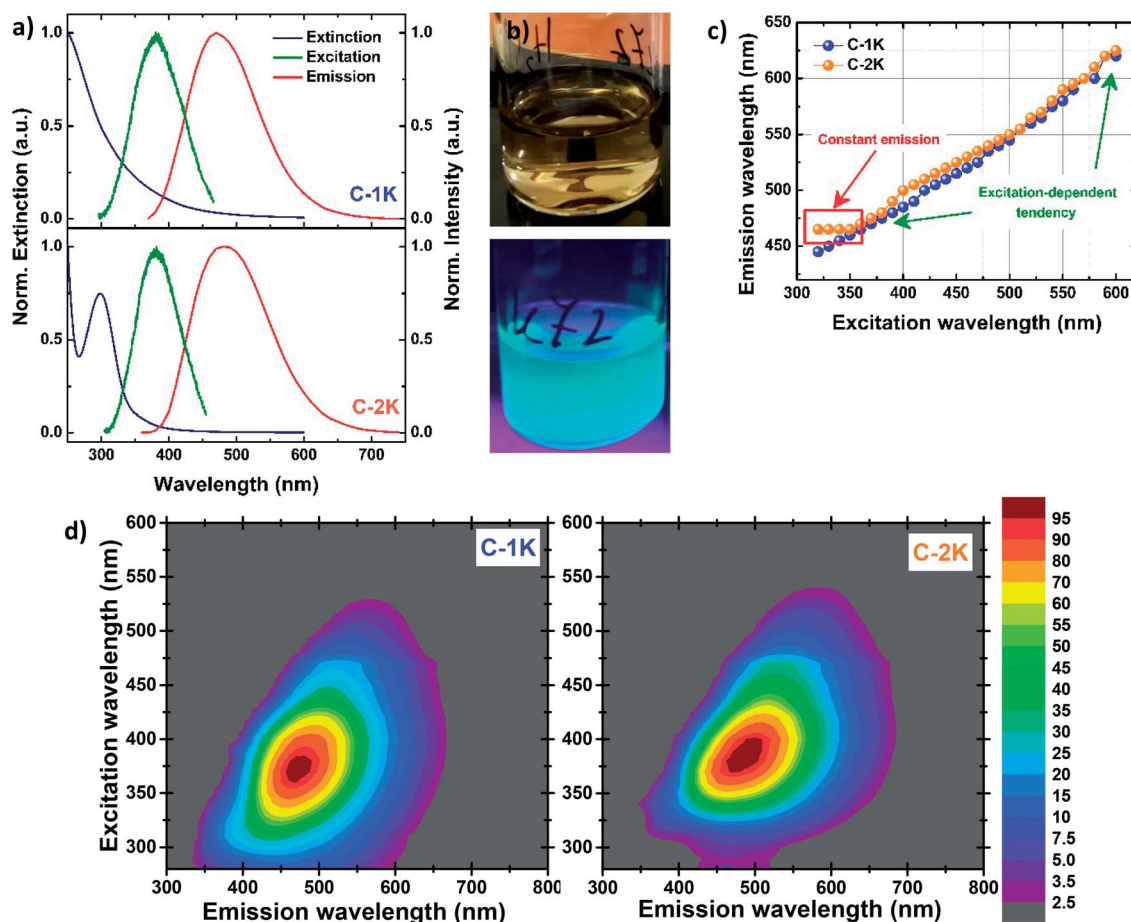 a)
Norm. Extinction (a.u.)
1.0
0.5
0.0
1.0
0.5
0.0
Extinction
Excitation
Emission
C-1K
C-2K
1.0
0.5
0.0
1.0
0.5
0.0
Norm. Intensity (a.u.)
300 400 500 600 700
Wavelength (nm)
b)
c)
Emission wavelength (nm)
650
600
550
500
450
C-1K
C-2K
Constant emission
Excitation-dependent
tendency
300 350 400 450 500 550 600
Excitation wavelength (nm)
d)
Excitation wavelength (nm)
600
550
500
450
400
350
300
C-1K
300 400 500 600 700 800
Emission wavelength (nm)
600
550
500
450
400
350
300
C-2K
300 400 500 600 700 800
Emission wavelength (nm)
95
90
80
70
60
55
50
45
40
35
30
25
20
15
10
7.5
5.0
3.5
2.5